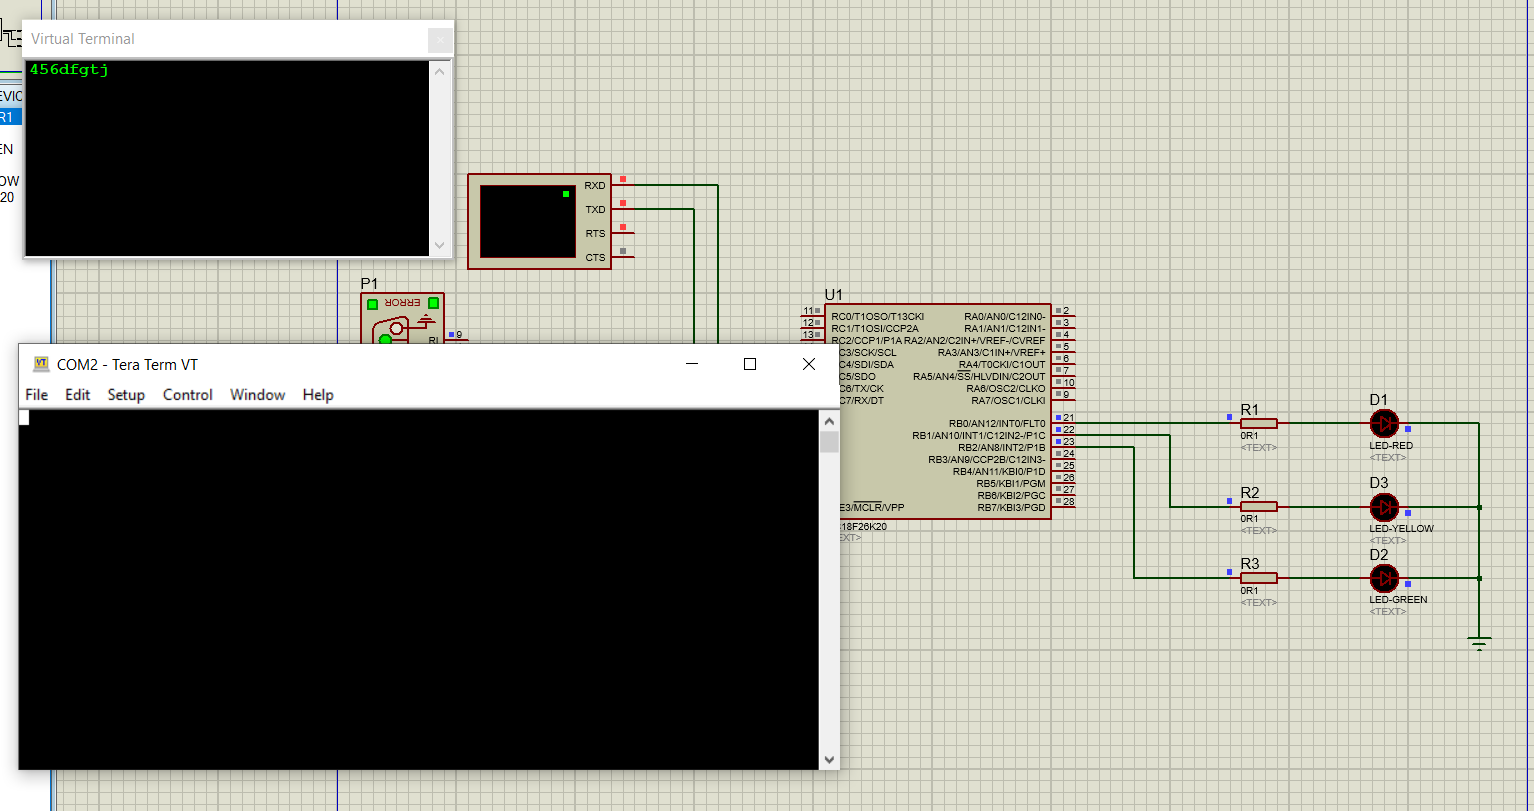 Virtual Terminal
456dfgtj
EVIC
R1
EN
OW
20
RXD
TXD
RTS
CTS
P1
ERROR
RI
9
COM2 - Tera Term VT
VT
File Edit Setup Control Window Help
U1
11 RC0/T1OSO/T13CKI RA0/AN0/C12IN0- 2
12 RC1/T1OSI/CCP2A RA1/AN1/C12IN1- 3
13 RC2/CCP1/P1A RA2/AN2/C2IN+/VREF-/CVREF 4
C3/SCK/SCL RA3/AN3/C1IN+/VREF+ 5
C4/SDI/SDA RA4/T0CKI/C1OUT 6
C5/SDO RA5/AN4/SS/HLVDIN/C2OUT 7
C6/TX/CK RA6/OSC2/CLKO 10
C7/RX/DT RA7/OSC1/CLKI 9
RB0/AN12/INT0/FLT0 21
RB1/AN10/INT1/C12IN2-/P1C 22
RB2/AN8/INT2/P1B 23
RB3/AN9/CCP2B/C12IN3- 24
RB4/AN11/KBI0/P1D 25
RB5/KBI1/PGM 26
RB6/KBI2/PGC 27
E3/MCLR/VPP RB7/KBI3/PGD 28
C18F26K20
EXT>
R1
0R1
<TEXT>
D1
LED-RED
<TEXT>
R2
0R1
<TEXT>
D3
LED-YELLOW
<TEXT>
R3
0R1
<TEXT>
D2
LED-GREEN
<TEXT>